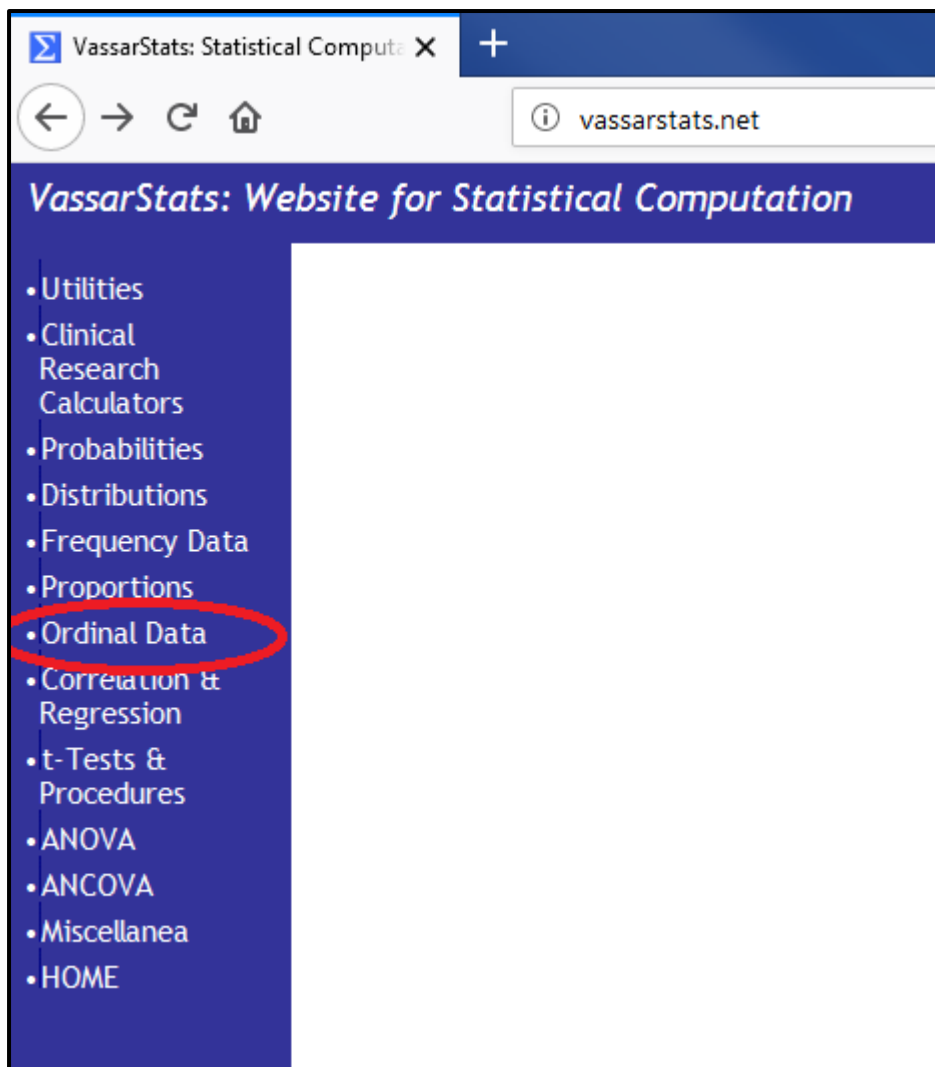 VassarStats: Statistical Computa
vassarstats.net
VassarStats: Website for Statistical Computation
•Utilities
•Clinical
Research
Calculators
•Probabilities
•Distributions
•Frequency Data
•Proportions
•Ordinal Data
•Correlation &
Regression
•t-Tests &
Procedures
•ANOVA
•ANCOVA
•Miscellanea
•HOME